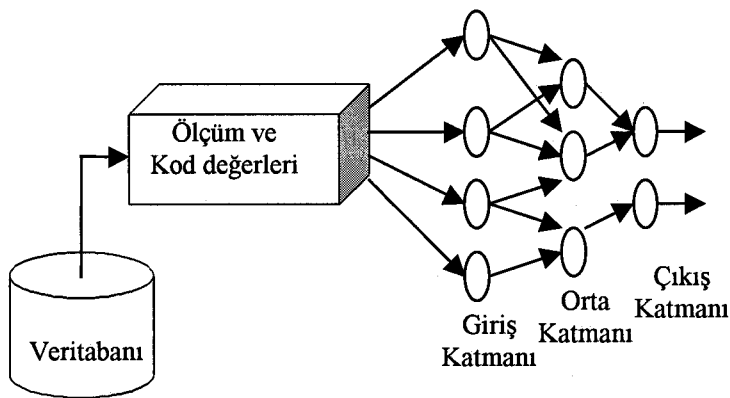 Ölçüm ve
Kod değerleri
Veritabanı
Giriş
Katmanı
Orta
Katmanı
Çıkış
Katmanı